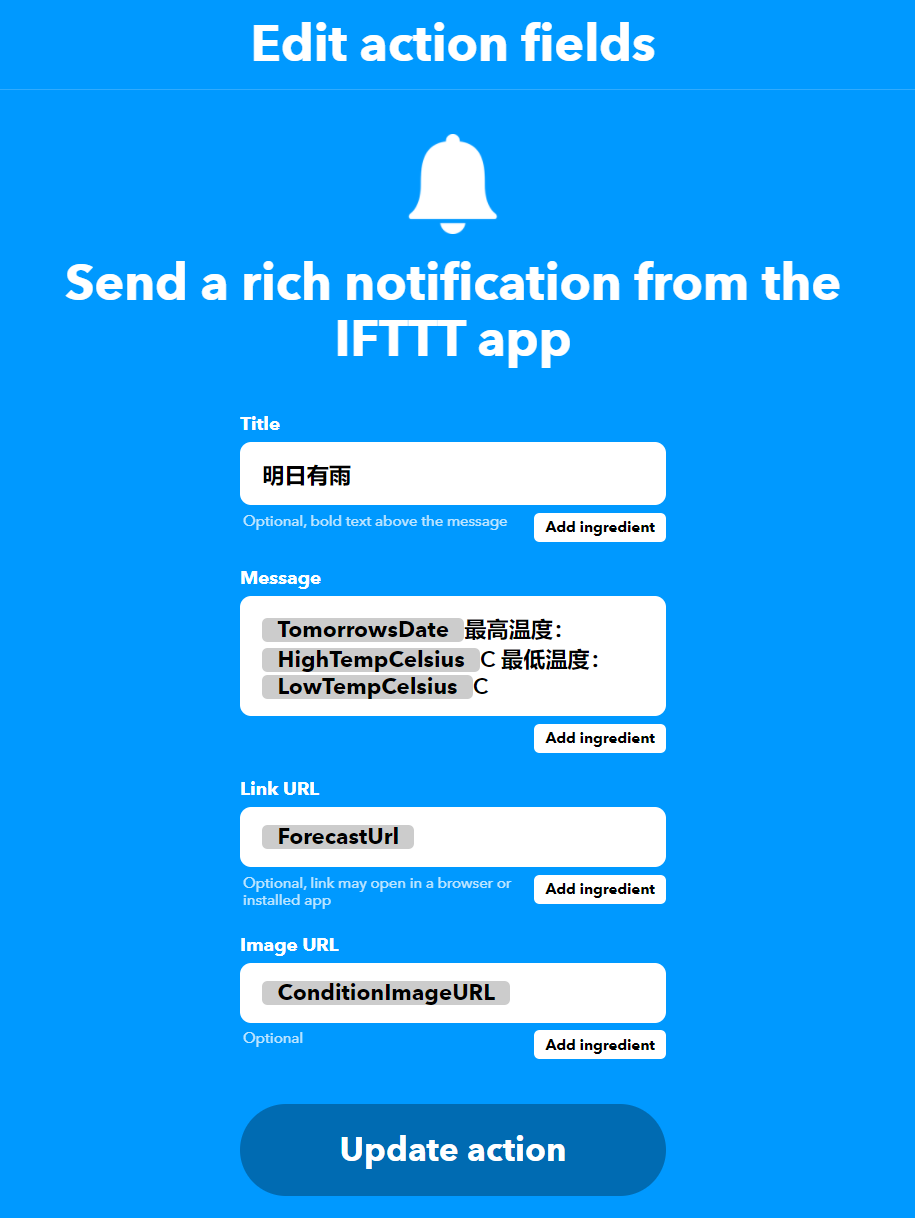 Edit action fields
Send a rich notification from the
IFTTT app
Title
明日有雨
Optional, bold text above the message
Add ingredient
Message
TomorrowsDate 最高温度：
HighTempCelsius C 最低温度：
LowTempCelsius C
Add ingredient
Link URL
ForecastUrl
Optional, link may open in a browser or
installed app
Add ingredient
Image URL
ConditionImageURL
Optional
Add ingredient
Update action